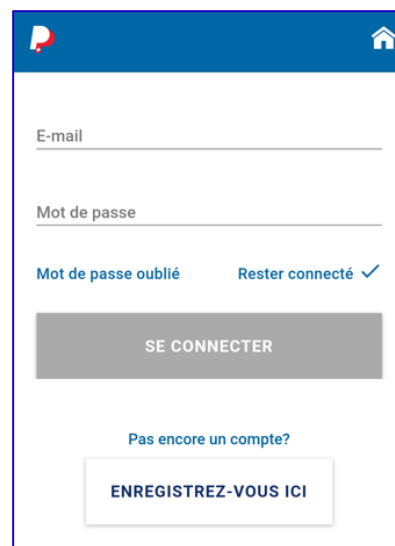 P
E-mail
Mot de passe
Mot de passe oublié Rester connecté
SE CONNECTER
Pas encore un compte?
ENREGISTREZ-VOUS ICI